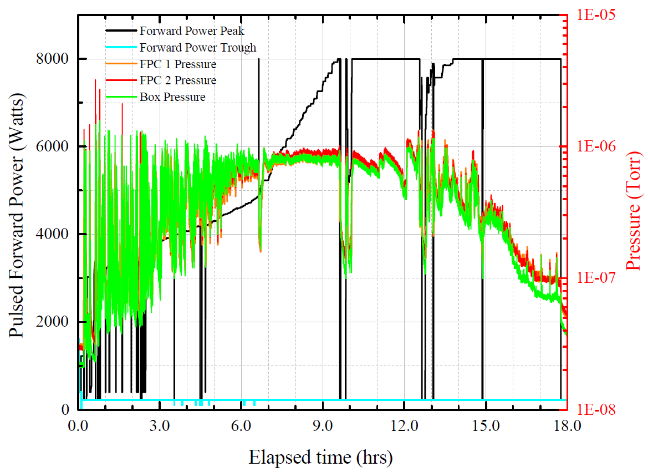 Forward Power Peak
Forward Power Trough
FPC 1 Pressure
FPC 2 Pressure
Box Pressure
8000
6000
4000
2000
0
Pulsed Forward Power (Watts)
1E-05
1E-06
1E-07
1E-08
Pressure (Torr)
0.0 3.0 6.0 9.0 12.0 15.0 18.0
Elapsed time (hrs)